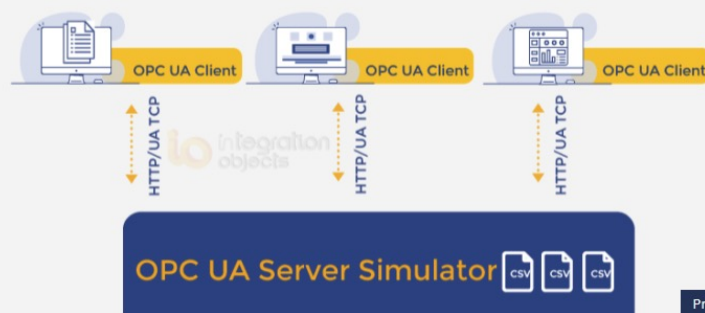 OPC UA Client
OPC UA Client
OPC UA Client
HTTP/UA TCP
HTTP/UA TCP
HTTP/UA TCP
integration
objects
OPC UA Server Simulator
CSV
CSV
CSV
Pr